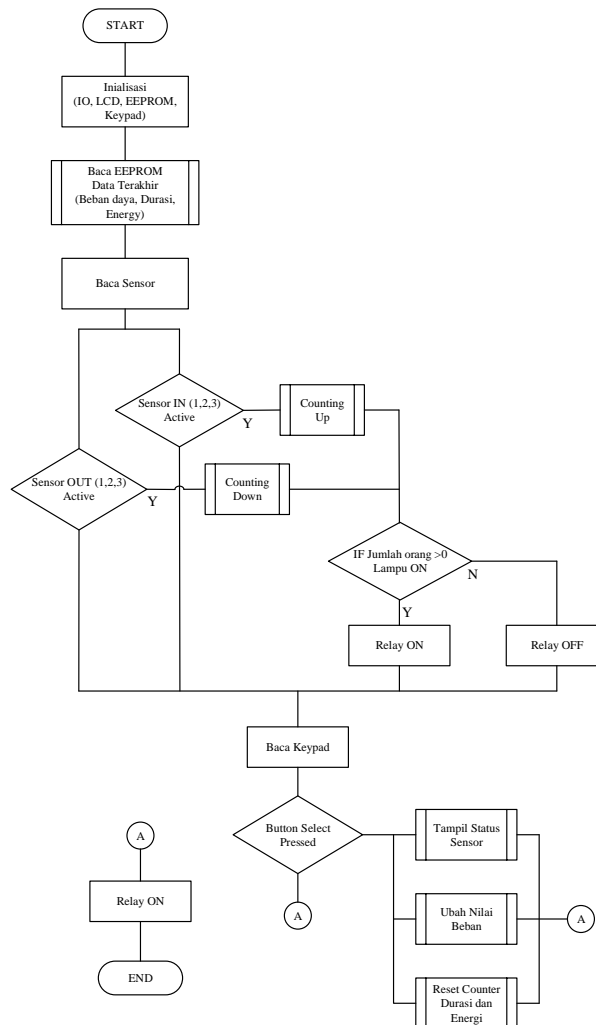 START
Inialisasi
(IO, LCD, EEPROM,
Keypad)
Baca EEPROM
Data Terakhir
(Beban daya, Durasi,
Energy)
Baca Sensor
Sensor IN (1,2,3)
Active
Y
Counting
Up
Sensor OUT (1,2,3)
Active
Y
Counting
Down
IF Jumlah orang >0
Lampu ON
N
Y
Relay ON
Relay OFF
Baca Keypad
Button Select
Pressed
Tampil Status
Sensor
A
Relay ON
END
A
Ubah Nilai
Beban
A
Reset Counter
Durasi dan
Energi